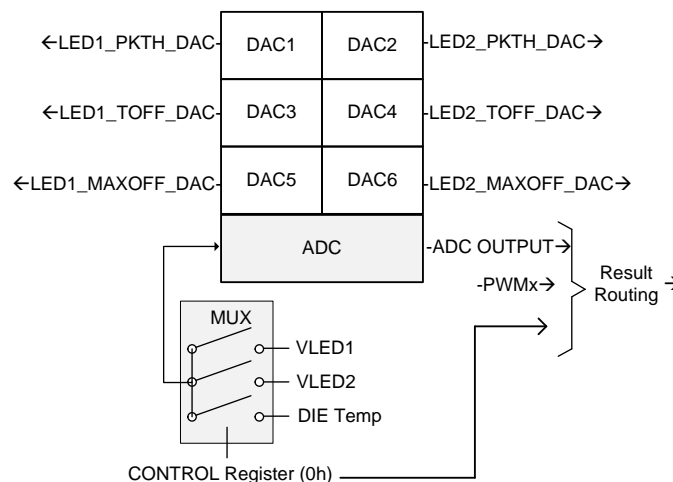 ←LED1_PKTH_DAC- DAC1 DAC2 -LED2_PKTH_DAC→
←LED1_TOFF_DAC- DAC3 DAC4 -LED2_TOFF_DAC→
←LED1_MAXOFF_DAC- DAC5 DAC6 -LED2_MAXOFF_DAC→
ADC -ADC OUTPUT→
-PWMx→
Result
Routing →
MUX
VLED1
VLED2
DIE Temp
CONTROL Register (0h)